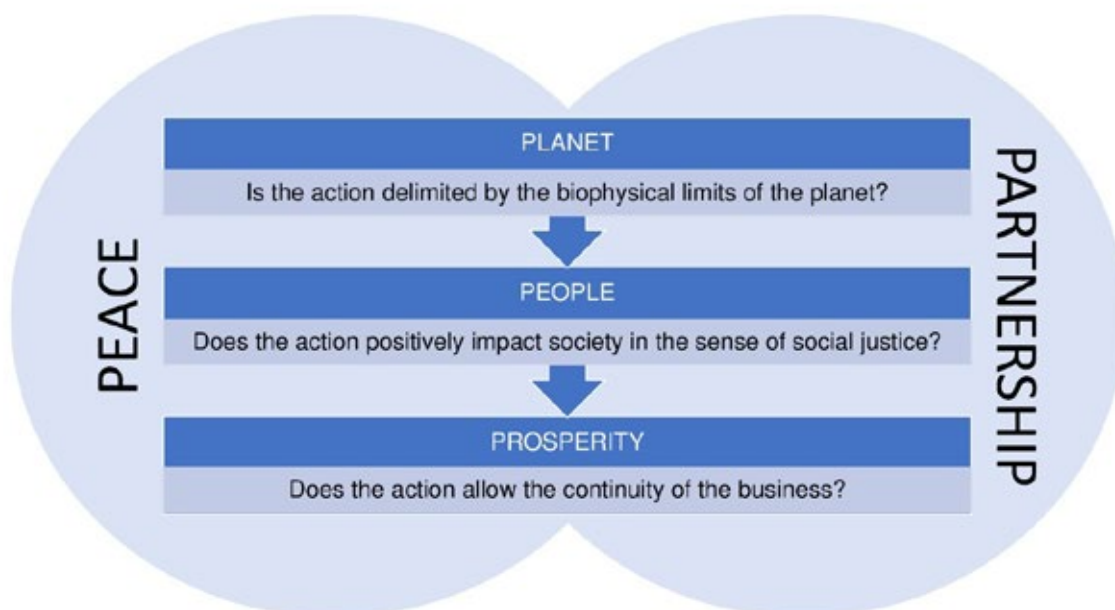 PLANET
Is the action delimited by the biophysical limits of the planet?
PEACE
PEOPLE
Does the action positively impact society in the sense of social justice?
PARTNERSHIP
PROSPERITY
Does the action allow the continuity of the business?